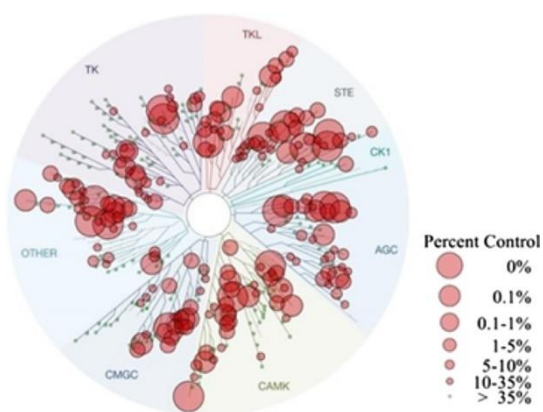 TKL
TK
STE
CK1
AGC
OTHER
CMGC
CAMK
Percent Control
0%
0.1%
0.1-1%
1-5%
5-10%
10-35%
> 35%